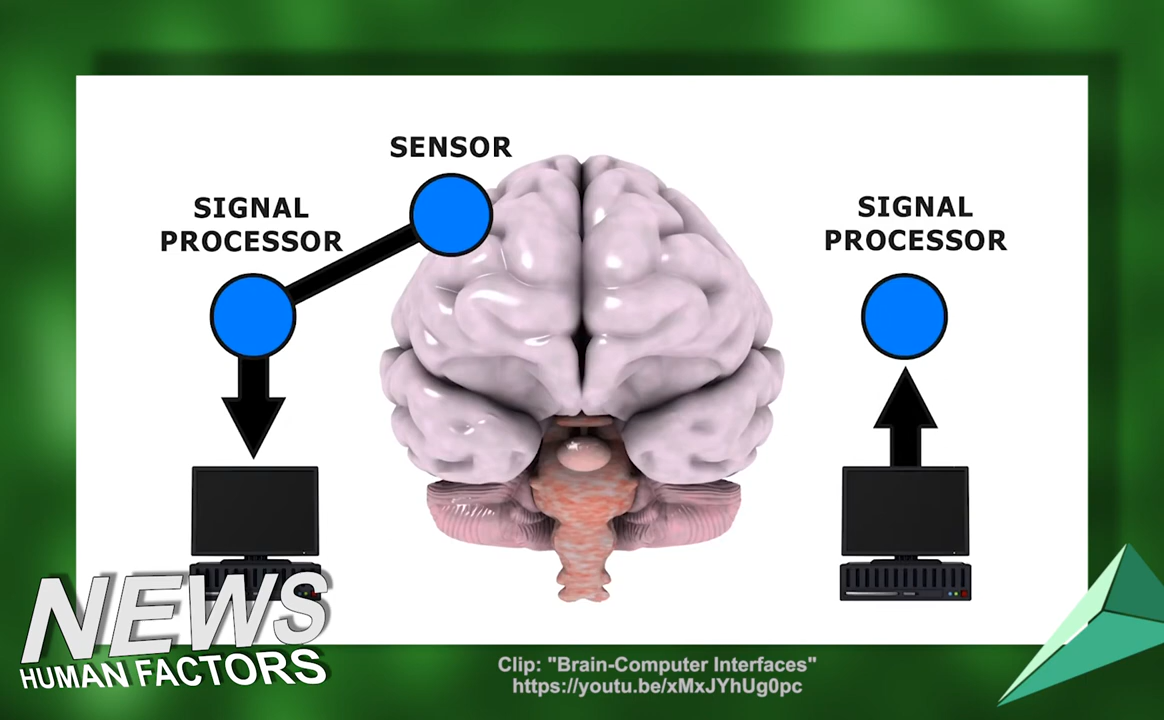 SENSOR
SIGNAL
PROCESSOR
SIGNAL
PROCESSOR
NEWS
HUMAN FACTORS
Clip: "Brain-Computer Interfaces"
https://youtu.be/xMxJYhUg0pc